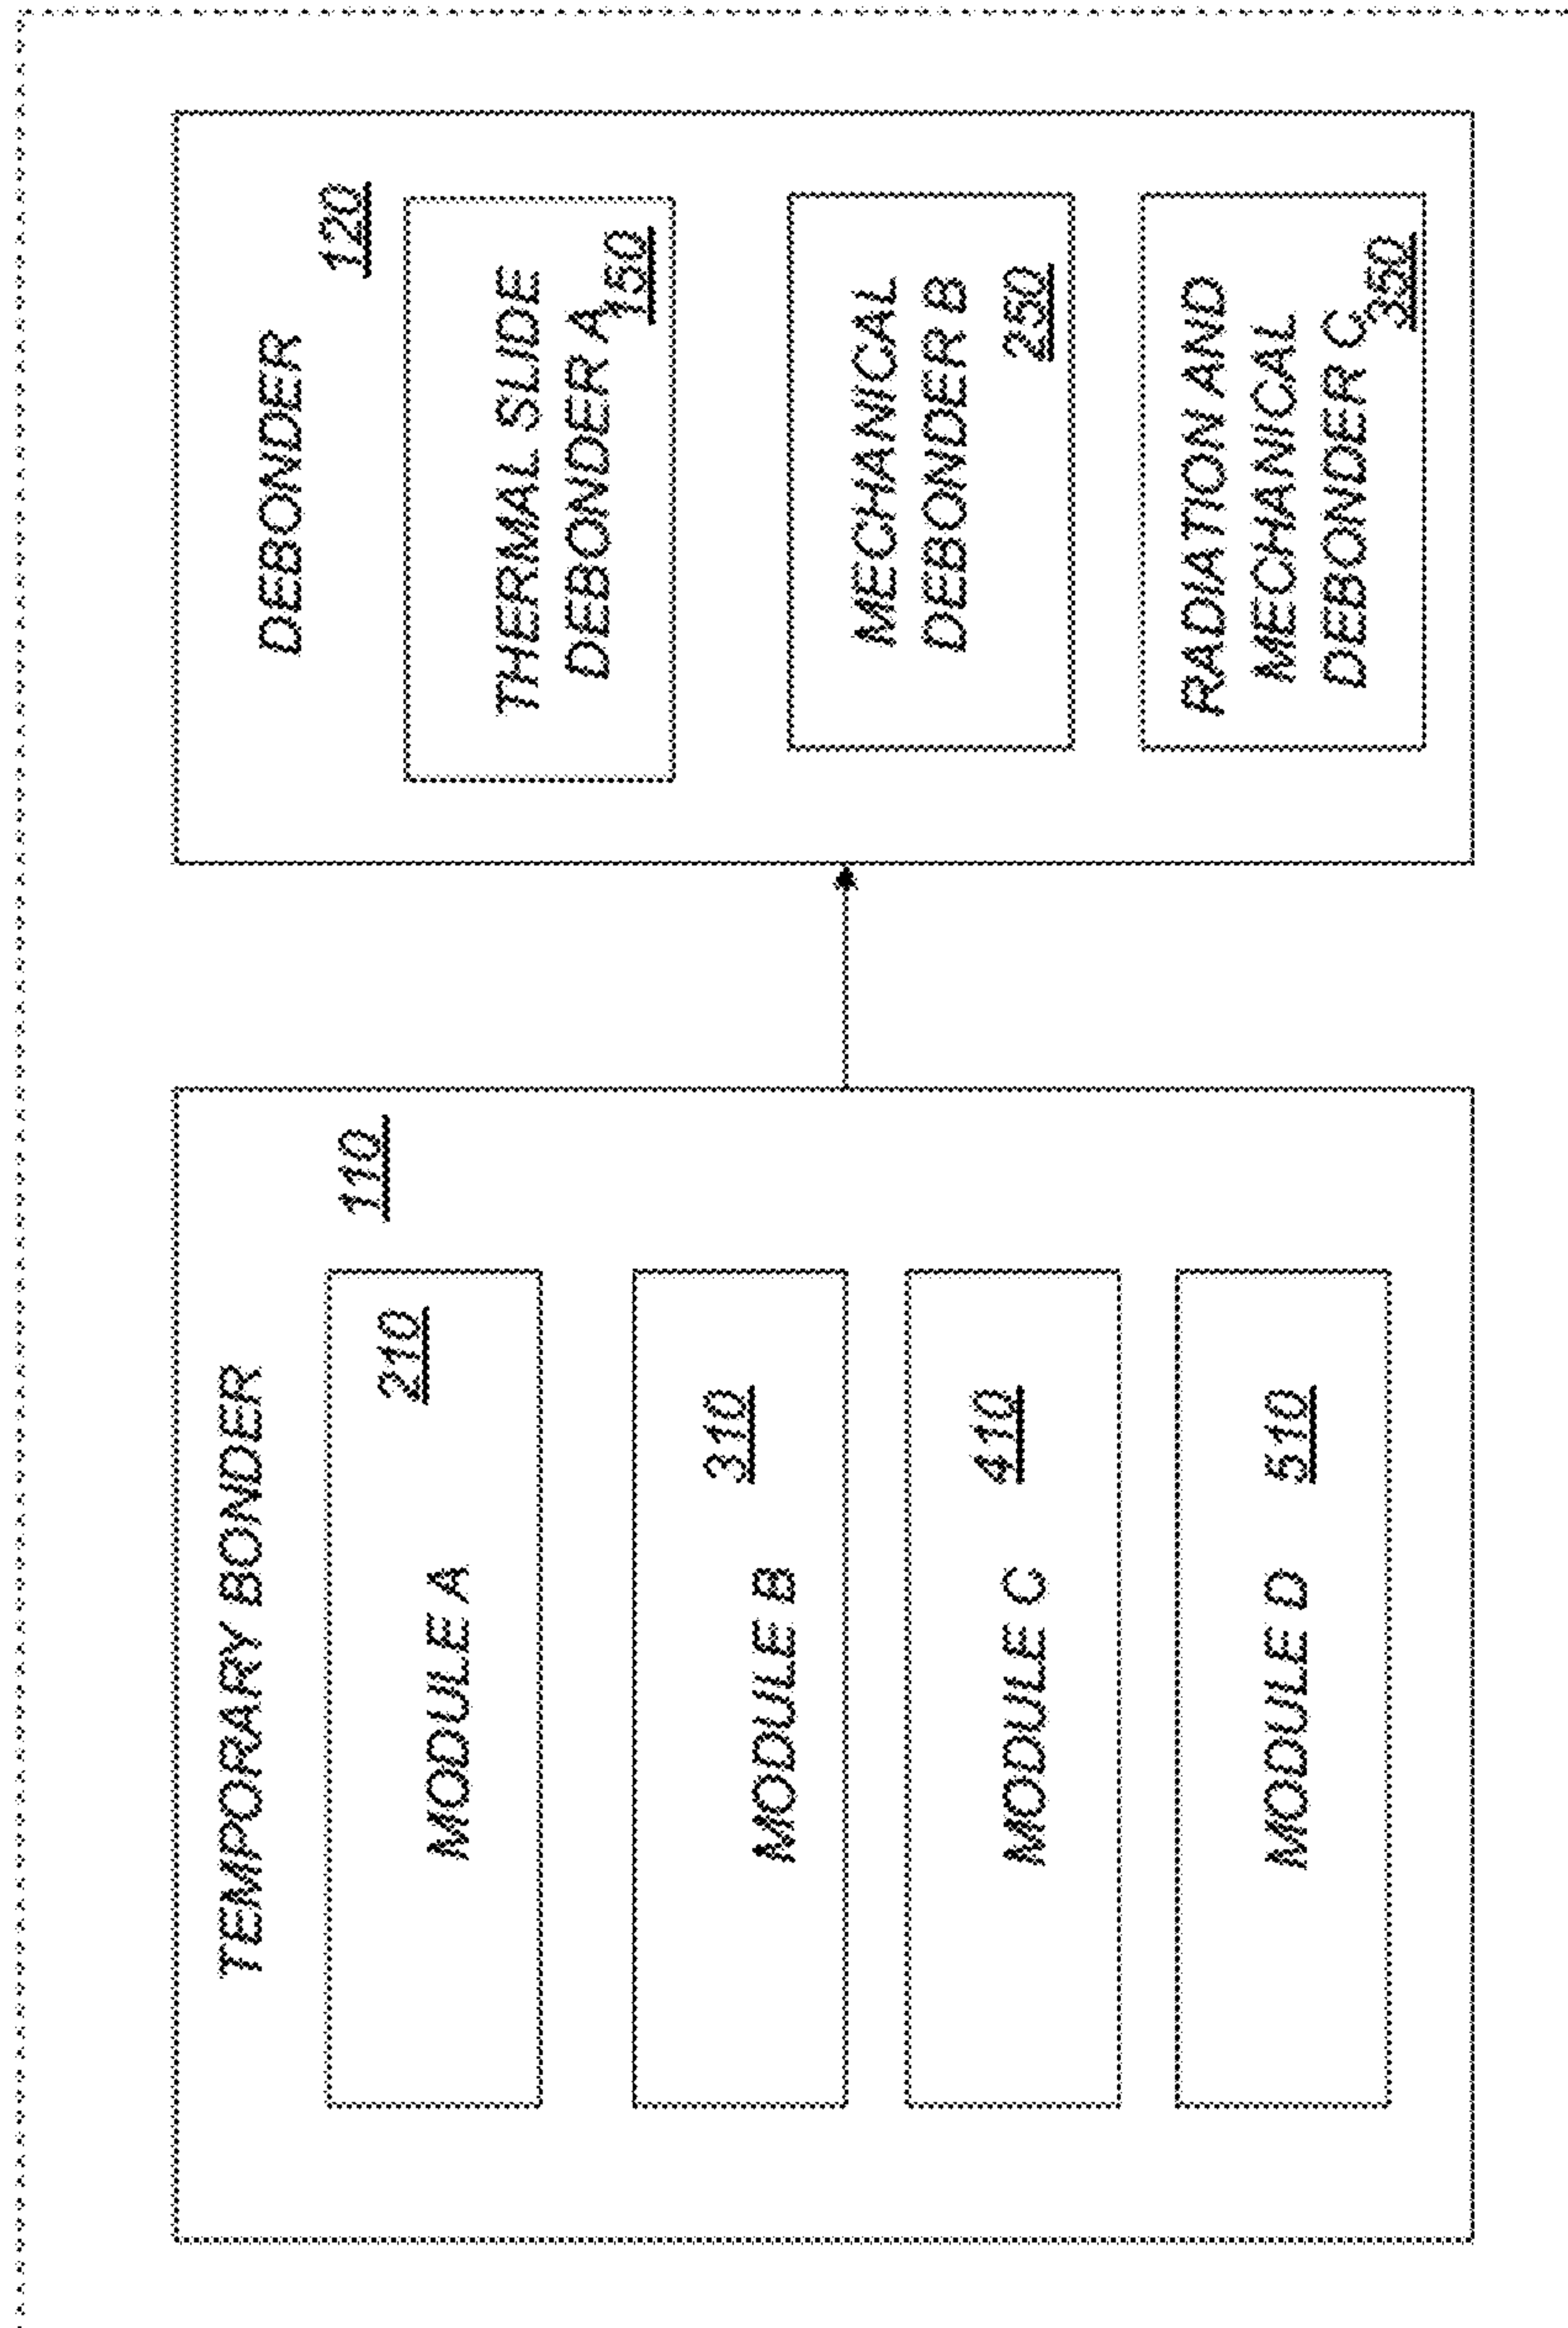 TEMPORARY BONDER
110
MODULE A
210
MODULE B
310
MODULE C
410
MODULE D
510
DEBONDER
120
THERMAL SLIDE
DEBONDER A
150
MECHANICAL
DEBONDER B
250
RADIATION AND
MECHANICAL
DEBONDER C
350